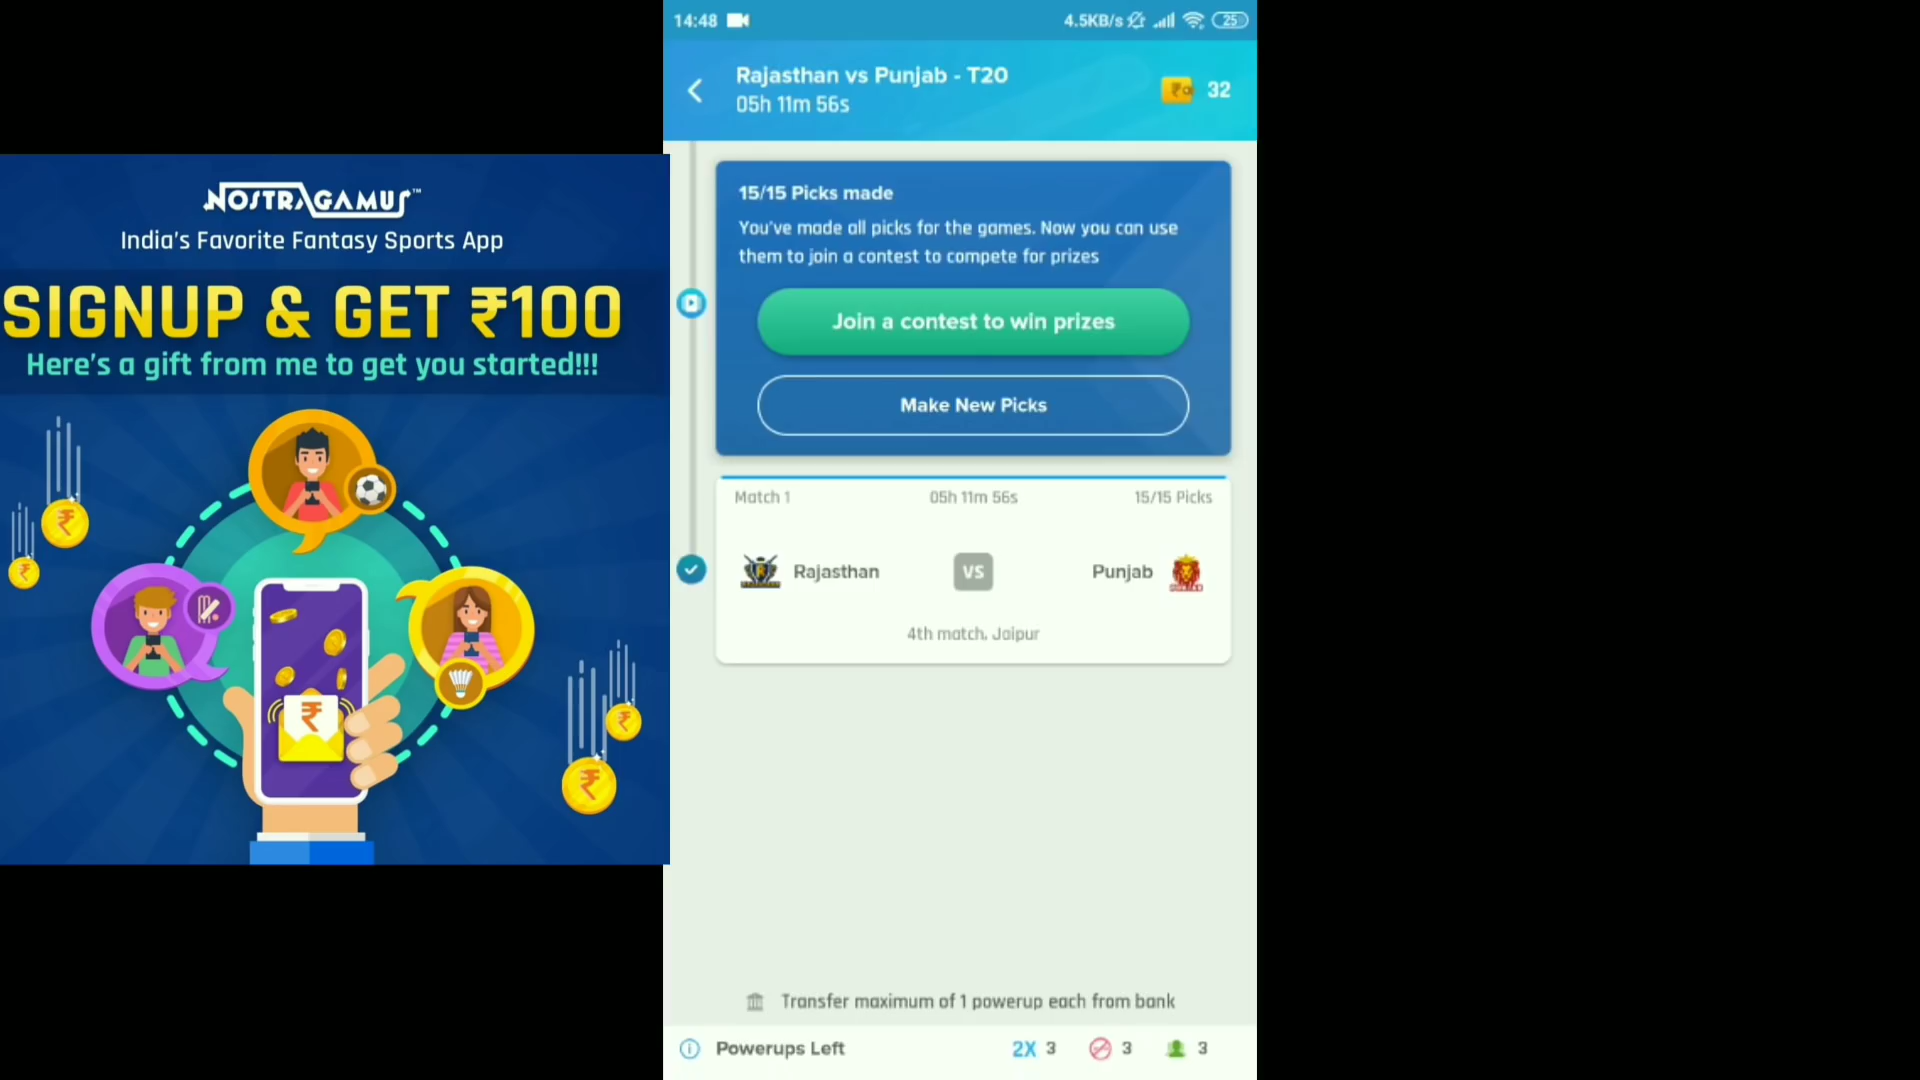 NOSTRAGAMUS™
India's Favorite Fantasy Sports App
SIGNUP & GET ₹100
Here's a gift from me to get you started!!!
14:48
4.5KB/s
25
Rajasthan vs Punjab - T20
05h 11m 56s
32
15/15 Picks made
You've made all picks for the games. Now you can use
them to join a contest to compete for prizes
Join a contest to win prizes
Make New Picks
Match 1
05h 11m 56s
15/15 Picks
Rajasthan
VS
Punjab
4th match, Jaipur
Transfer maximum of 1 powerup each from bank
Powerups Left
2X 3
3
3